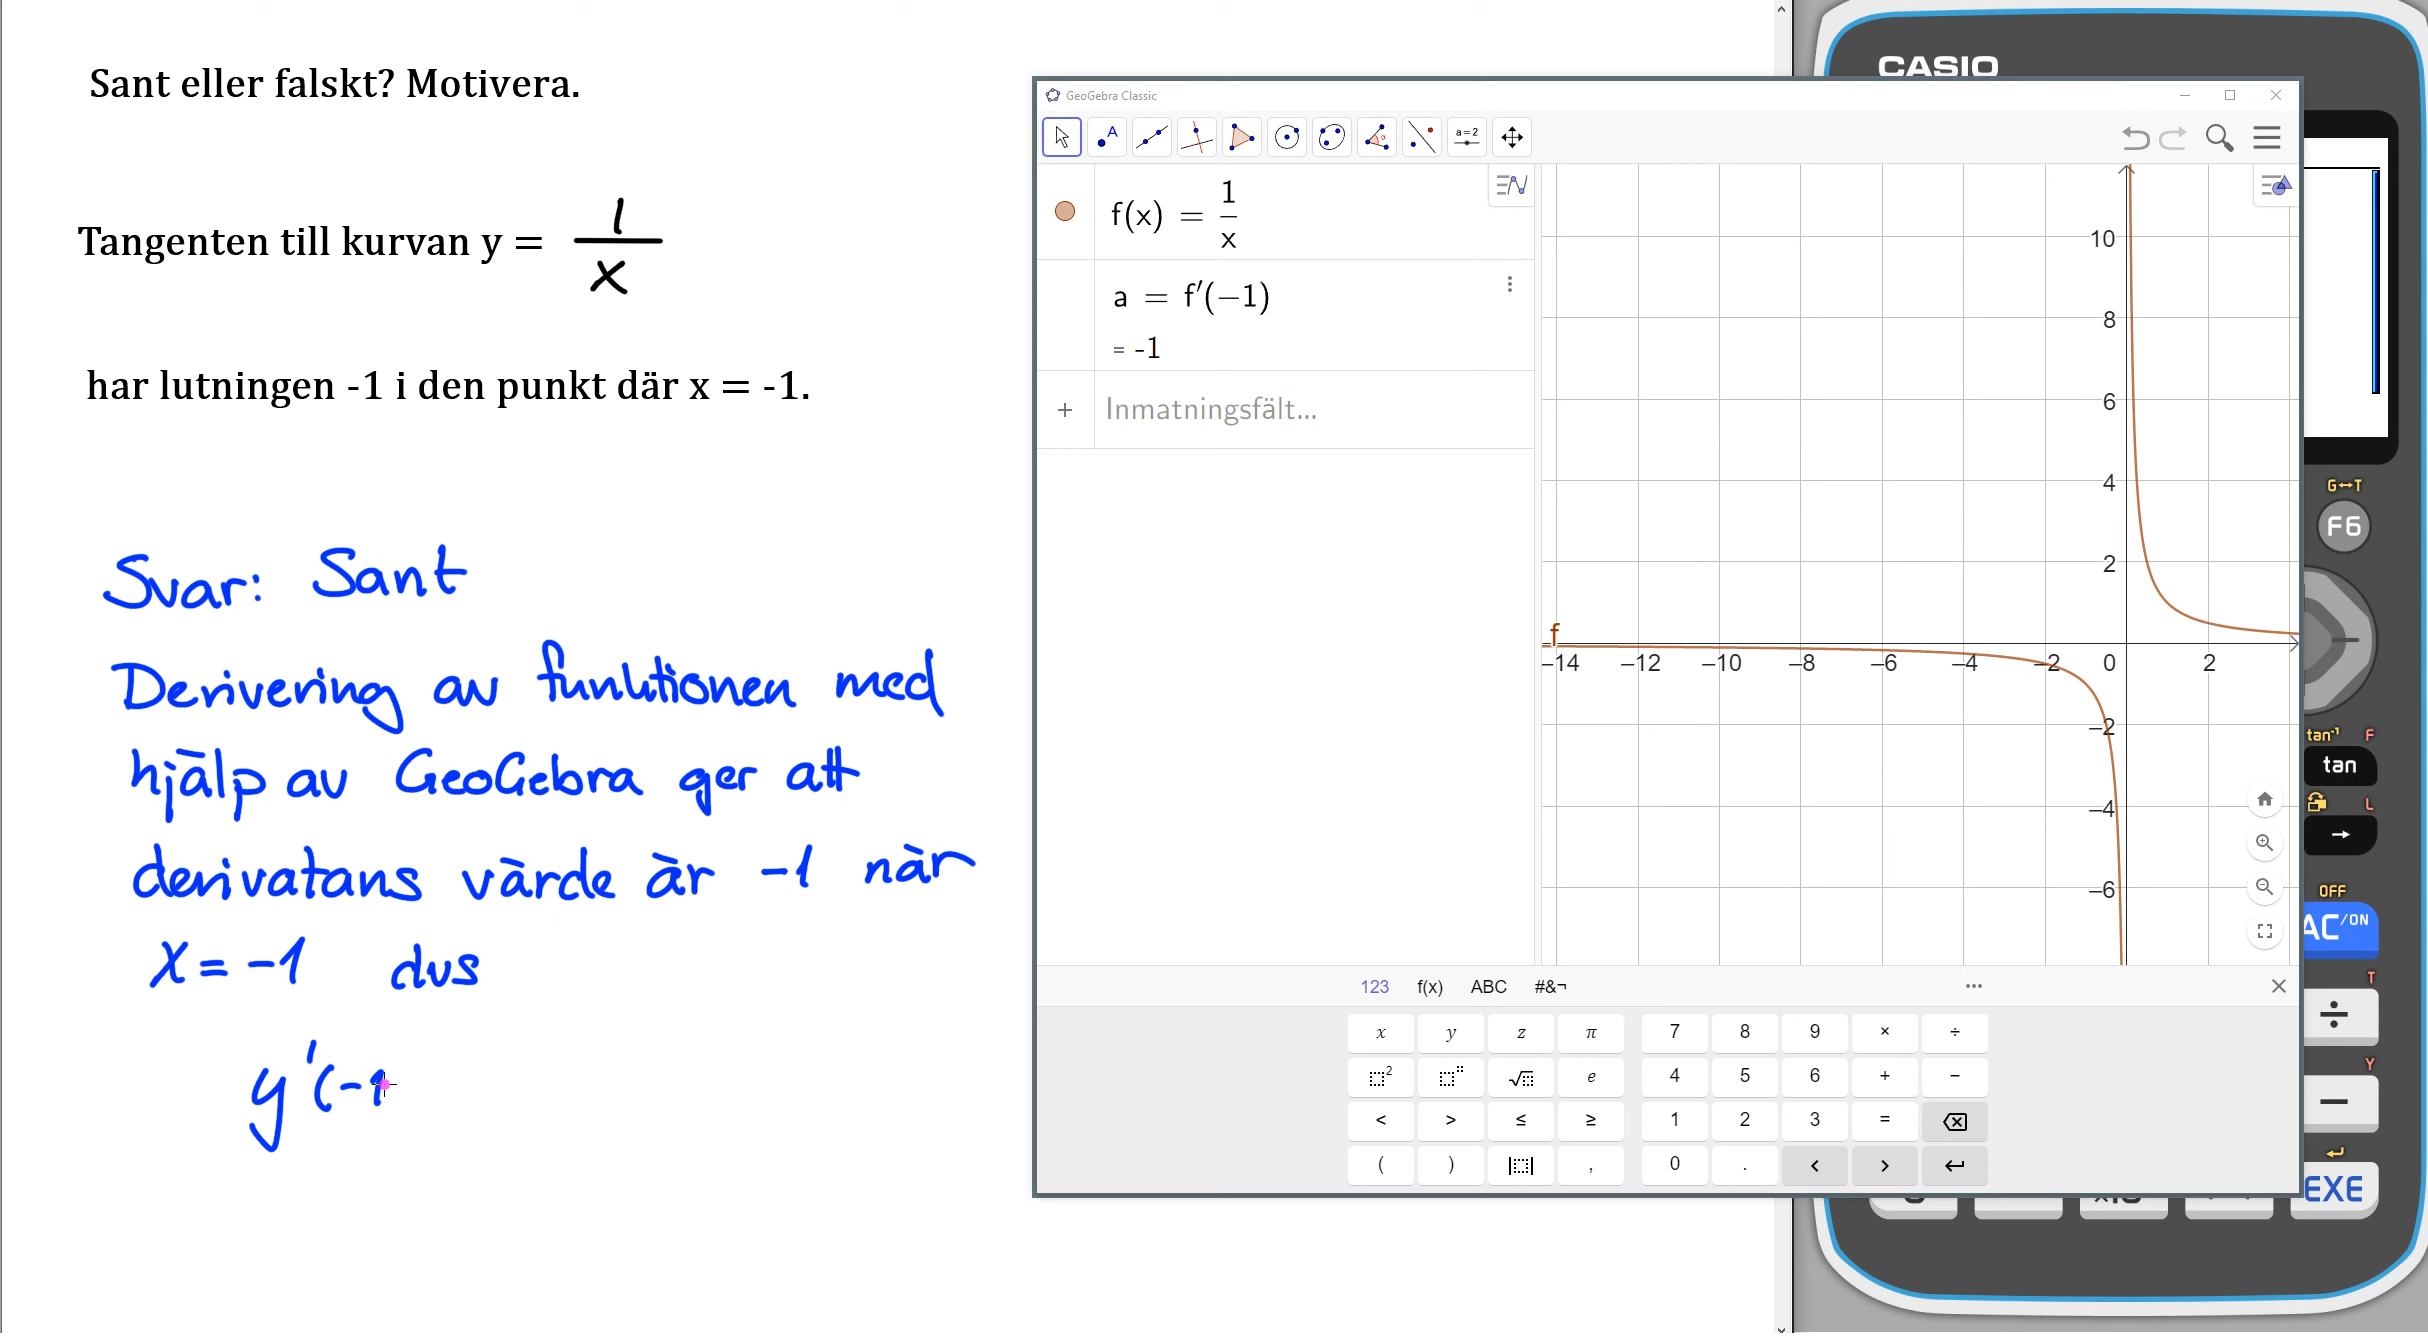 Sant eller falskt? Motivera.
Tangenten till kurvan y = 1/x
har lutningen -1 i den punkt där x = -1.
Svar: Sant
Derivering av funktionen med
hjälp av GeoGebra ger att
derivatans värde är -1 när
x = -1 dvs
y'(-1
GeoGebra Classic
A
a=2
f(x) = 1/x
a = f′(−1)
= -1
+ Inmatningsfält...
f
10
8
6
4
2
−14 −12 −10 −8 −6 −4 −2 0 2
−2
−4
−6
123 f(x) ABC #&¬ ...
x y z π 7 8 9 × ÷
2 √ e 4 5 6 + −
< > ≤ ≥ 1 2 3 =
( ) , 0 . < >
CASIO
G↔T
F6
tan⁻¹ F
tan
L
→
OFF
AC/ON
T
÷
Y
−
EXE